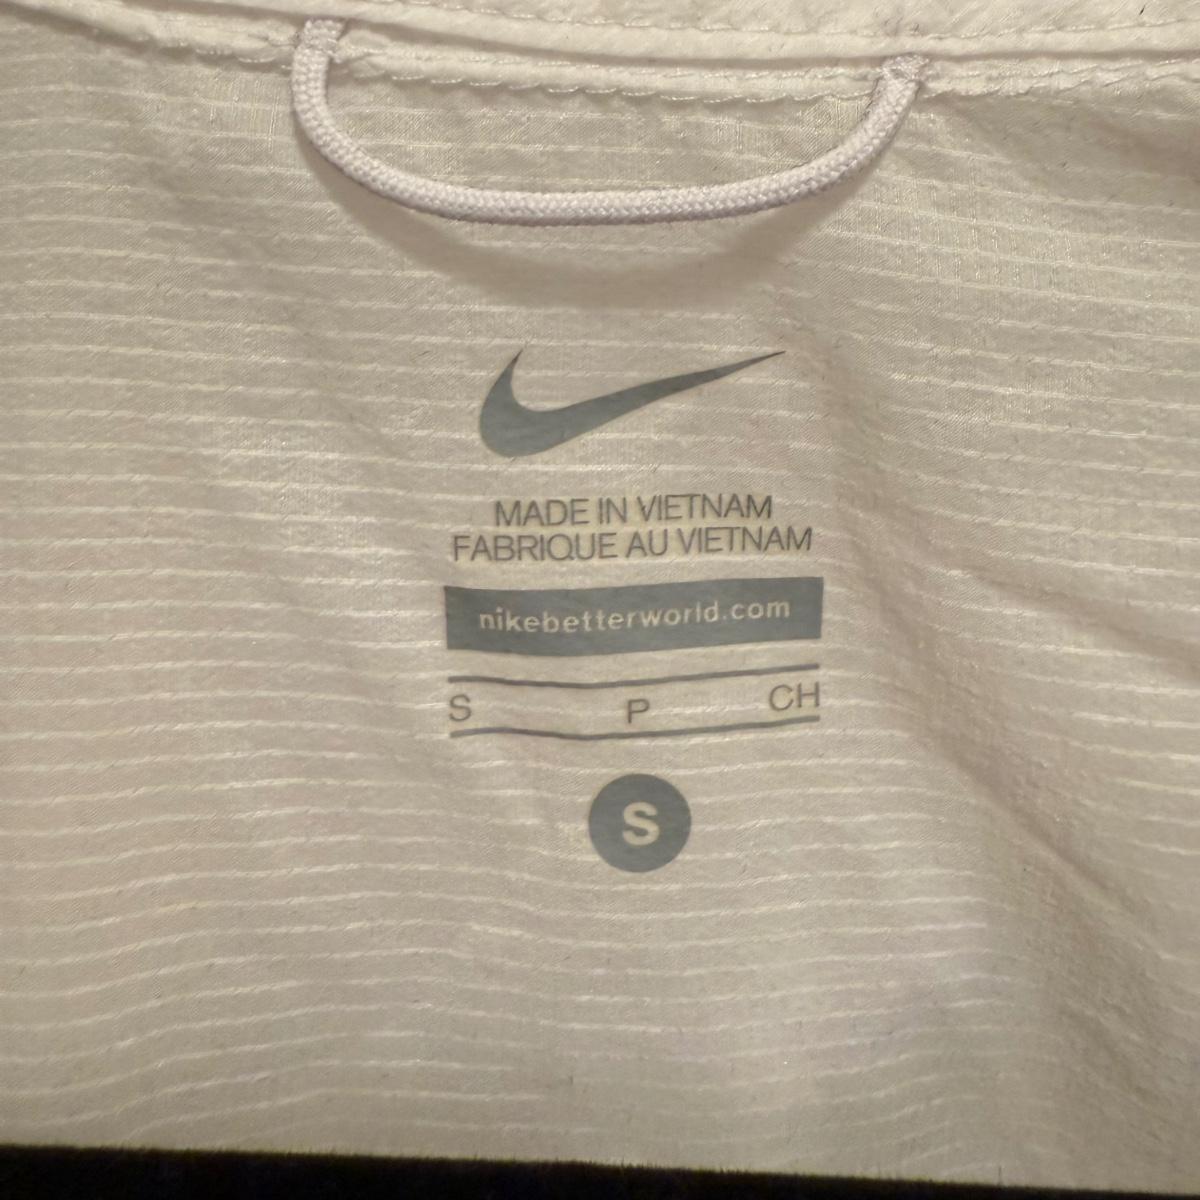 MADE IN VIETNAM
FABRIQUE AU VIETNAM
nikebetterworld.com
S P CH
S